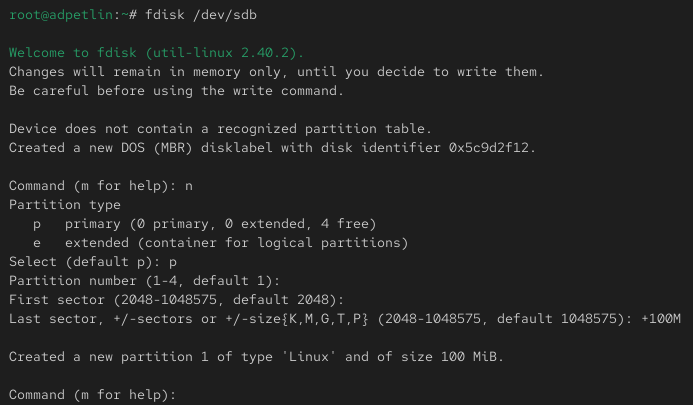 root@adpetlin:~# fdisk /dev/sdb
Welcome to fdisk (util-linux 2.40.2).
Changes will remain in memory only, until you decide to write them.
Be careful before using the write command.
Device does not contain a recognized partition table.
Created a new DOS (MBR) disklabel with disk identifier 0x5c9d2f12.
Command (m for help): n
Partition type
   p   primary (0 primary, 0 extended, 4 free)
   e   extended (container for logical partitions)
Select (default p): p
Partition number (1-4, default 1):
First sector (2048-1048575, default 2048):
Last sector, +/-sectors or +/-size{K,M,G,T,P} (2048-1048575, default 1048575): +100M
Created a new partition 1 of type 'Linux' and of size 100 MiB.
Command (m for help):